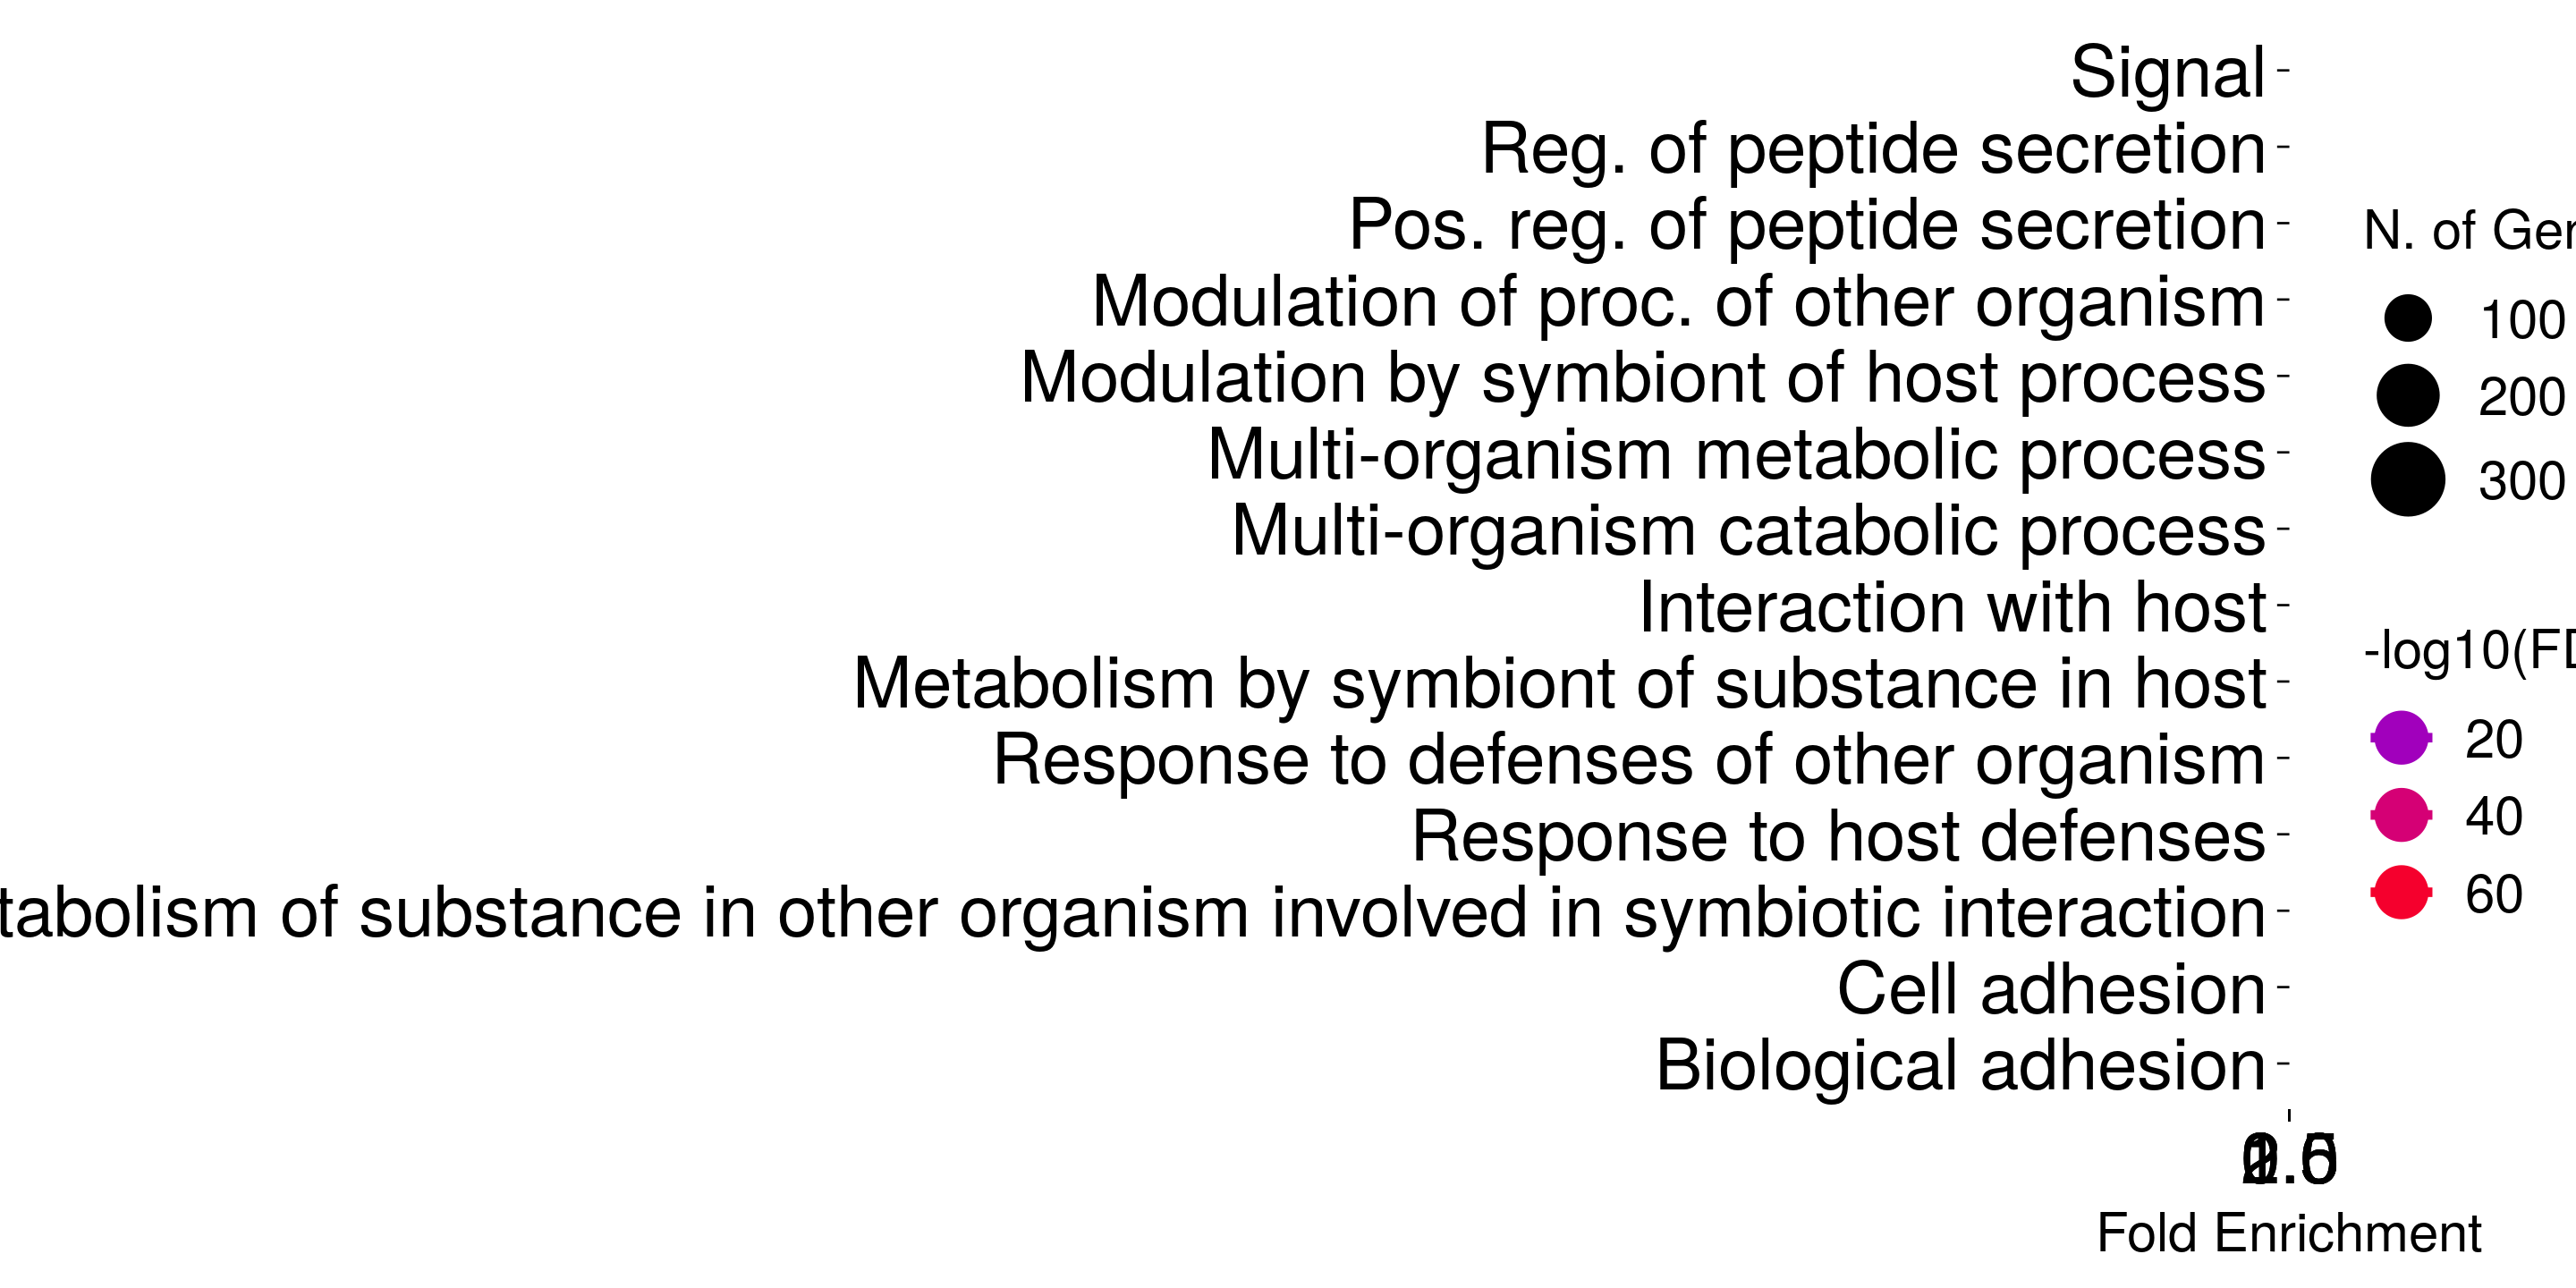 Signal
Reg. of peptide secretion
Pos. reg. of peptide secretion
Modulation of proc. of other organism
Modulation by symbiont of host process
Multi-organism metabolic process
Multi-organism catabolic process
Interaction with host
Metabolism by symbiont of substance in host
Response to defenses of other organism
Response to host defenses
tabolism of substance in other organism involved in symbiotic interaction
Cell adhesion
Biological adhesion
Fold Enrichment
N. of Ger
100
200
300
-log10(FD
20
40
60